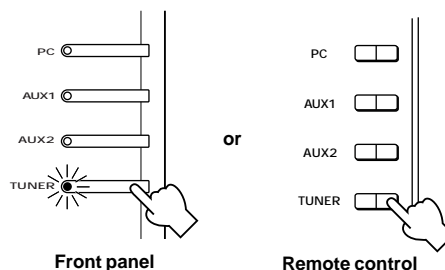 PC
AUX1
AUX2
TUNER
Front panel
or
PC
AUX1
AUX2
TUNER
Remote control